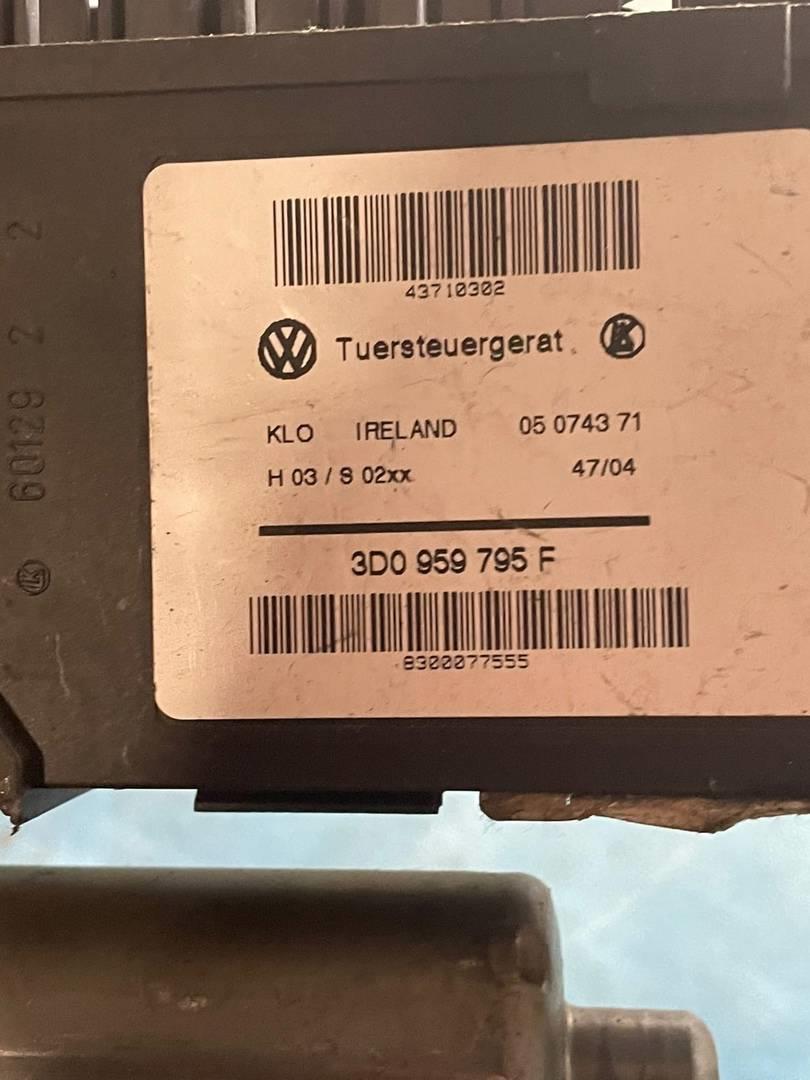 43710302
Tuersteuergerat
KLO IRELAND 05 0743 71
H 03 / S 02xx 47/04
3D0 959 795 F
8300077555
60129 2 2